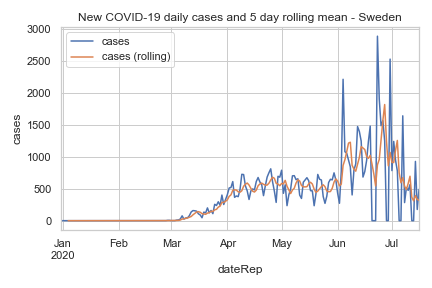 New COVID-19 daily cases and 5 day rolling mean - Sweden
cases
cases (rolling)
3000
2500
2000
1500
1000
500
0
cases
Jan
2020
Feb
Mar
Apr
May
Jun
Jul
dateRep